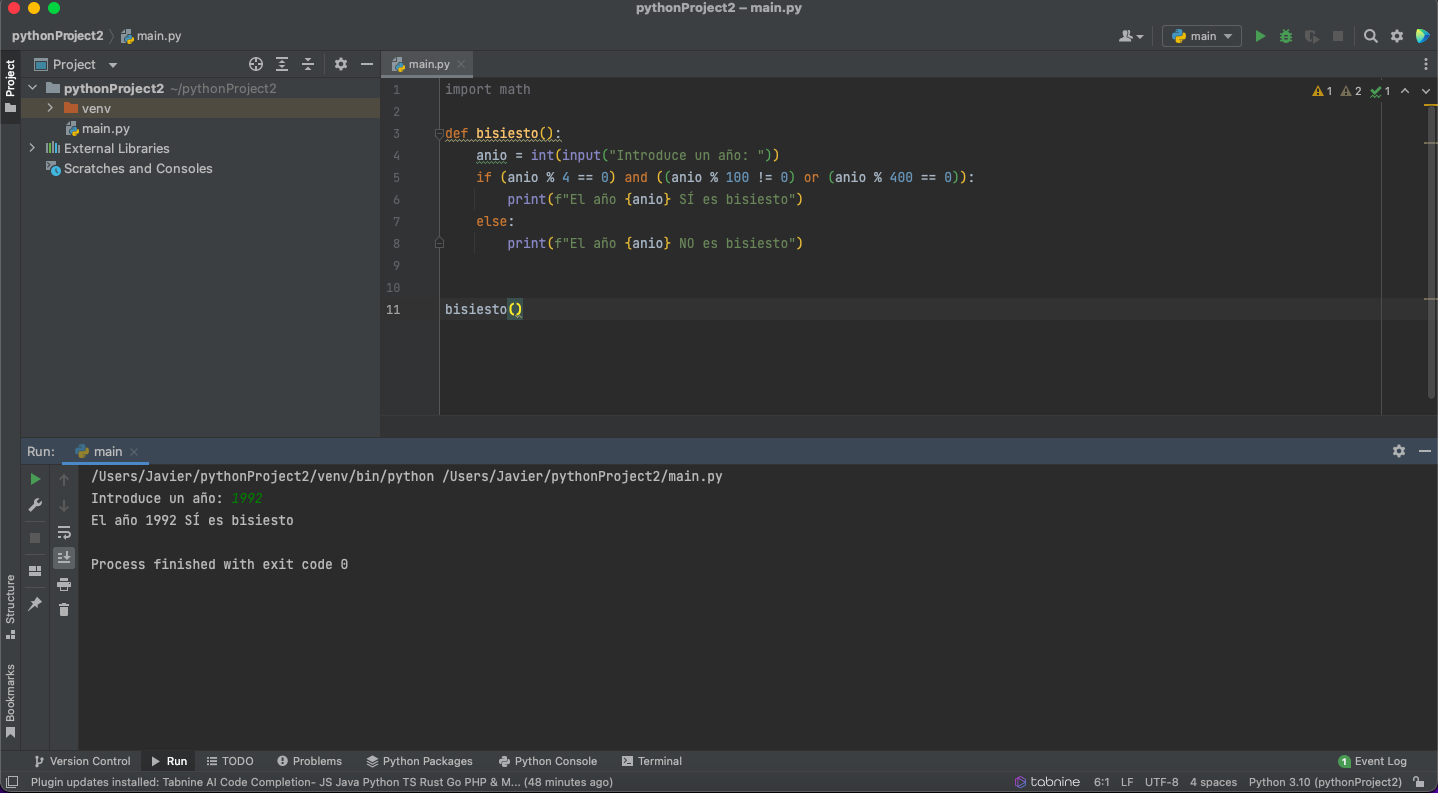 pythonProject2 – main.py
pythonProject2 main.py
main
Project
Project
main.py
pythonProject2 ~/pythonProject2
venv
main.py
External Libraries
Scratches and Consoles
1 2 1
1 import math
2
3 def bisiesto():
4 anio = int(input("Introduce un año: "))
5 if (anio % 4 == 0) and ((anio % 100 != 0) or (anio % 400 == 0)):
6 print(f"El año {anio} SÍ es bisiesto")
7 else:
8 print(f"El año {anio} NO es bisiesto")
9
10
11 bisiesto()
Run: main
/Users/Javier/pythonProject2/venv/bin/python /Users/Javier/pythonProject2/main.py
Introduce un año: 1992
El año 1992 SÍ es bisiesto
Process finished with exit code 0
Structure
Bookmarks
Version Control Run TODO Problems Python Packages Python Console Terminal 1 Event Log
Plugin updates installed: Tabnine AI Code Completion- JS Java Python TS Rust Go PHP & M... (48 minutes ago) tabnine 6:1 LF UTF-8 4 spaces Python 3.10 (pythonProject2)